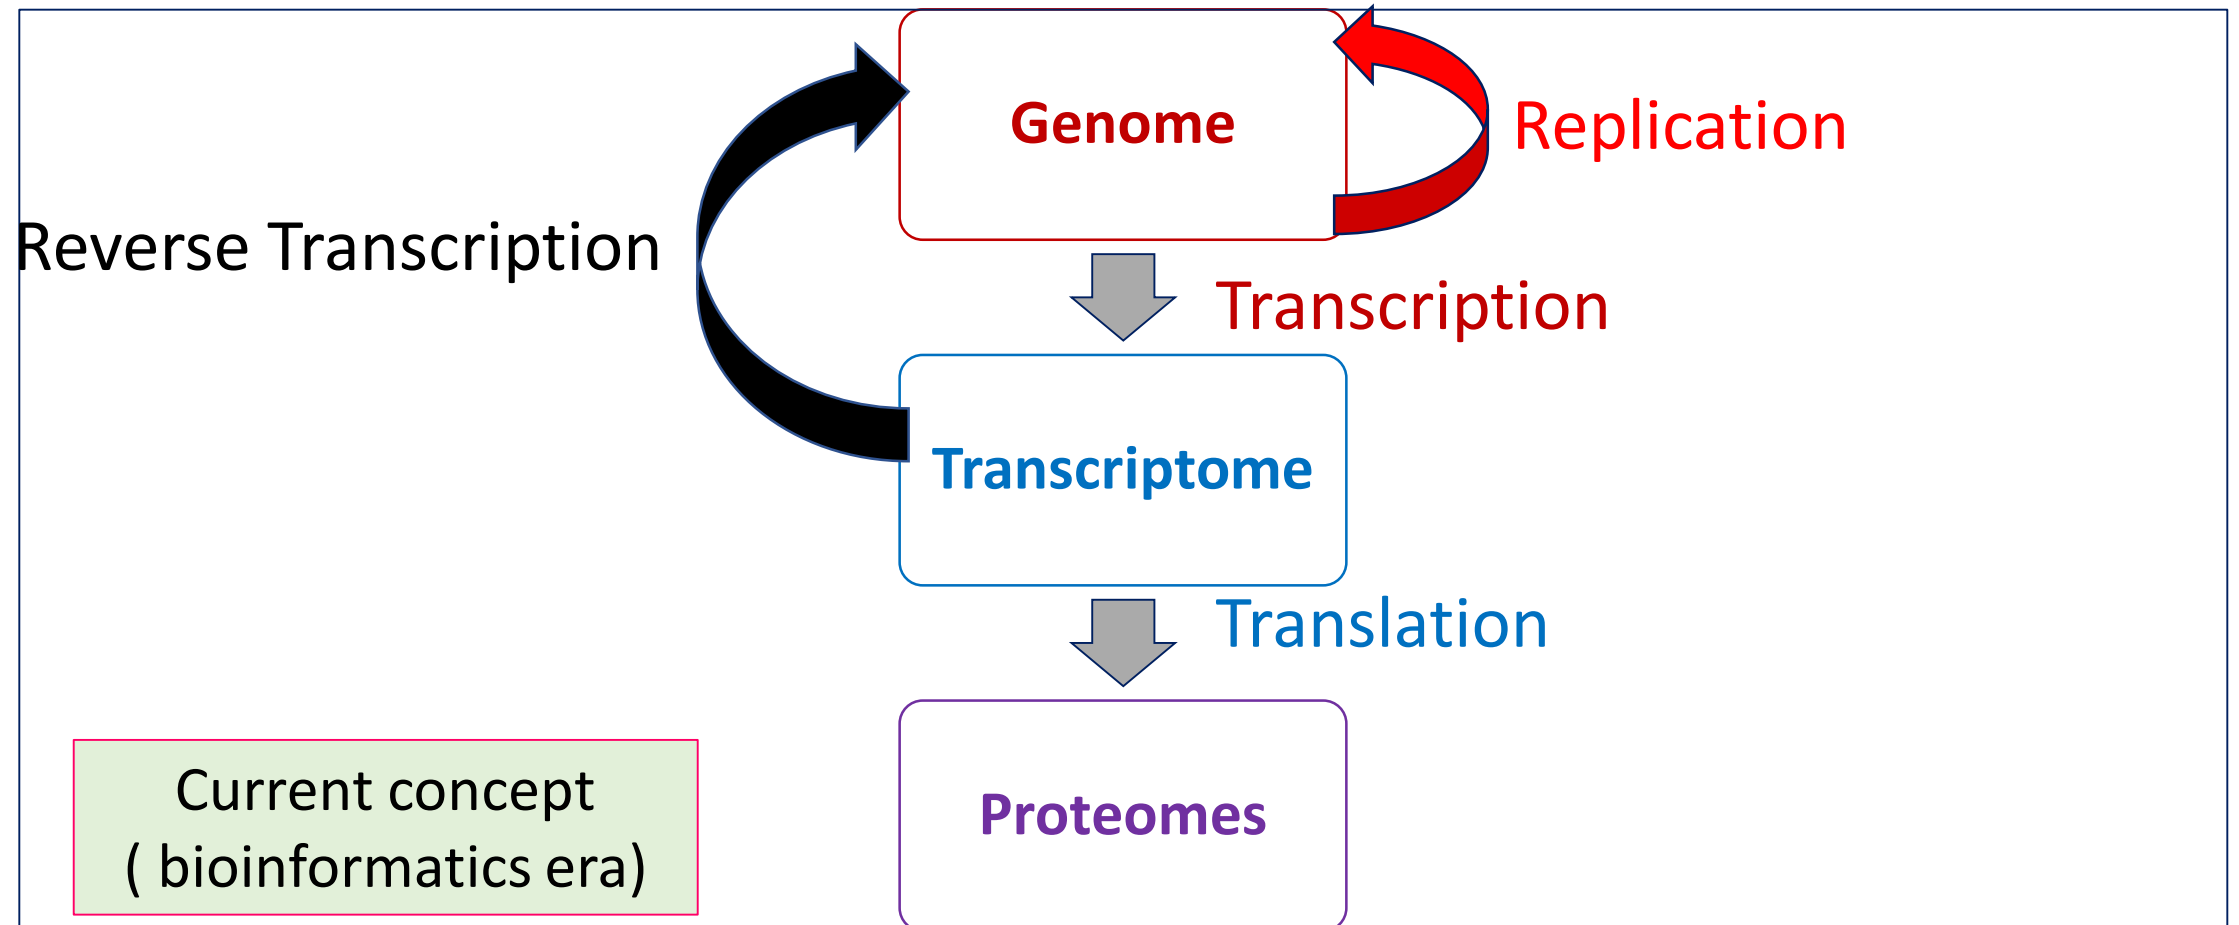 Genome
Replication
Reverse Transcription
Transcription
Transcriptome
Translation
Proteomes
Current concept
( bioinformatics era)